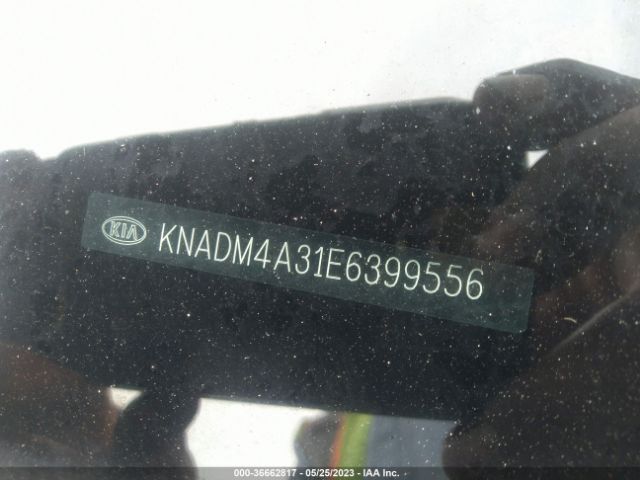 KIA KNADM4A31E6399556
000-36662817 - 05/25/2023 - IAA Inc.